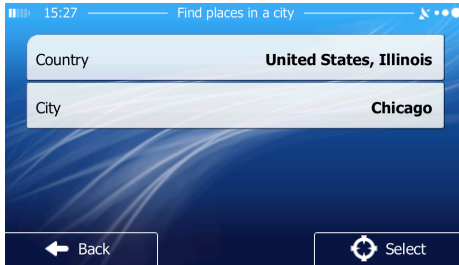 15:27 Find places in a city
Country United States, Illinois
City Chicago
Back Select